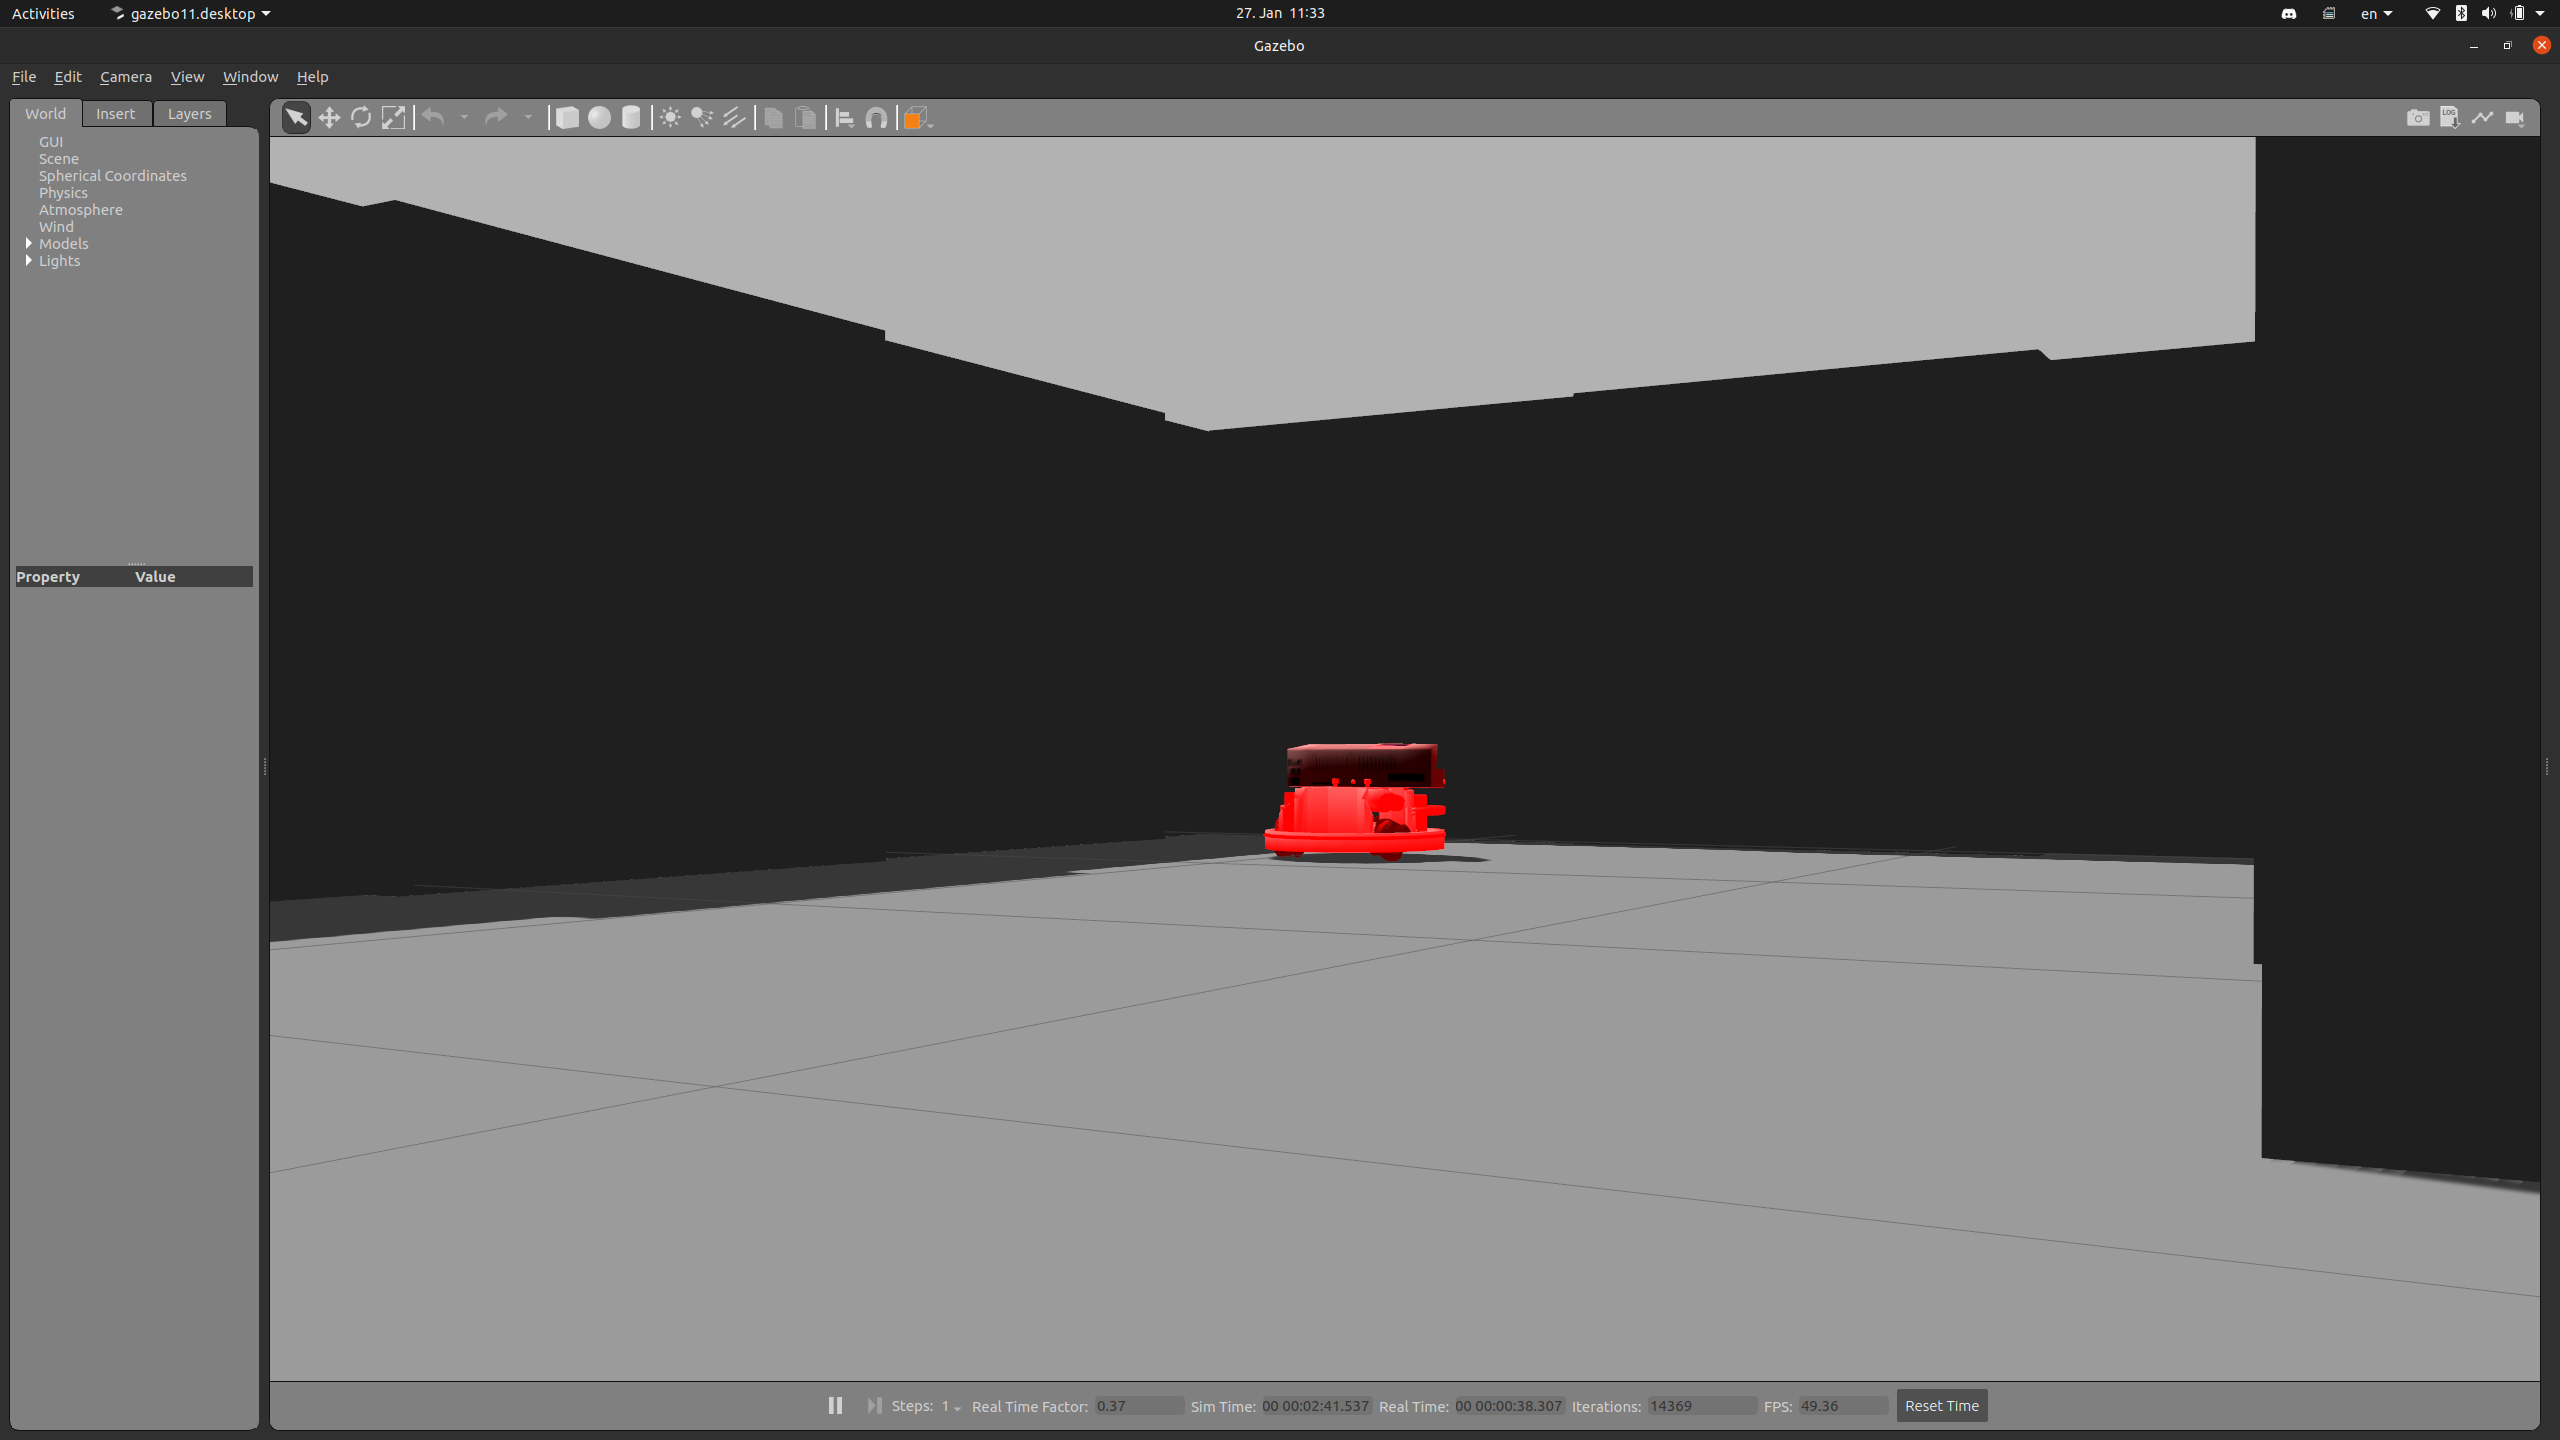 Activities gazebo11.desktop 27. Jan 11:33 en
Gazebo
File Edit Camera View Window Help
World Insert Layers
LOG
GUI
Scene
Spherical Coordinates
Physics
Atmosphere
Wind
Models
Lights
Property Value
Steps: 1 Real Time Factor: 0.37 Sim Time: 00 00:02:41.537 Real Time: 00 00:00:38.307 Iterations: 14369 FPS: 49.36 Reset Time